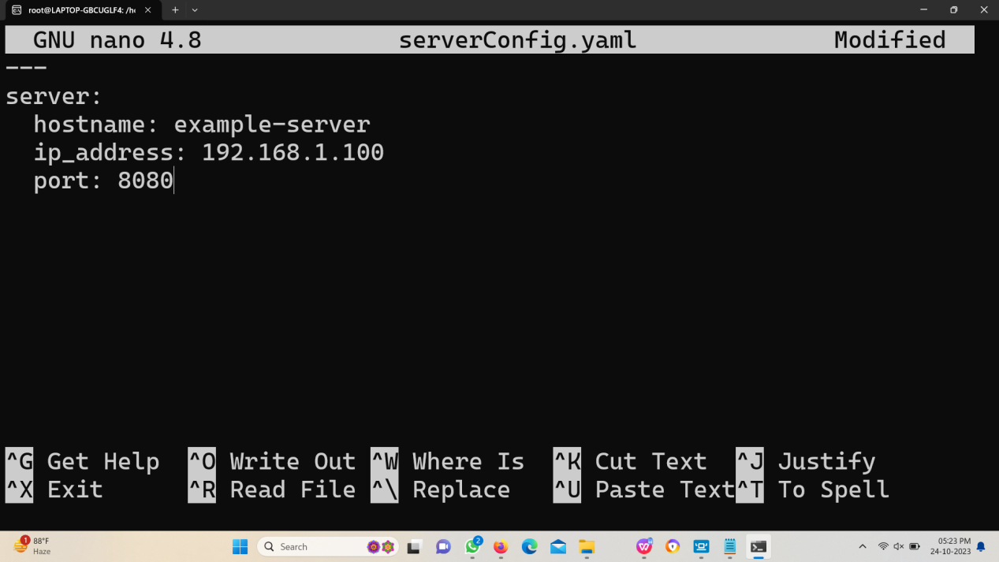 root@LAPTOP-GBCUGLF4: /h
GNU nano 4.8 serverConfig.yaml Modified
---
server:
  hostname: example-server
  ip_address: 192.168.1.100
  port: 8080
^G Get Help ^O Write Out ^W Where Is ^K Cut Text ^J Justify
^X Exit ^R Read File ^\ Replace ^U Paste Text ^T To Spell
1
88°F
Haze
Search
2
05:23 PM
24-10-2023